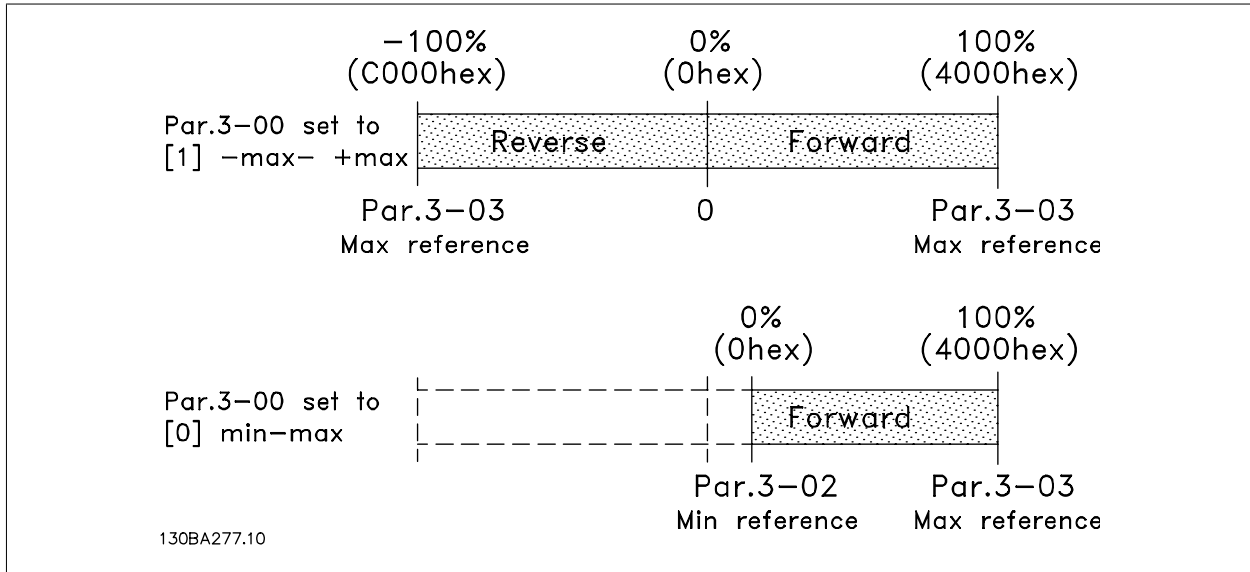 -100%
(C000hex)
0%
(0hex)
100%
(4000hex)
Par.3-00 set to
[1] -max- +max
Reverse
Forward
Par.3-03
Max reference
0
Par.3-03
Max reference
0%
(0hex)
100%
(4000hex)
Par.3-00 set to
[0] min-max
Forward
Par.3-02
Min reference
Par.3-03
Max reference
130BA277.10